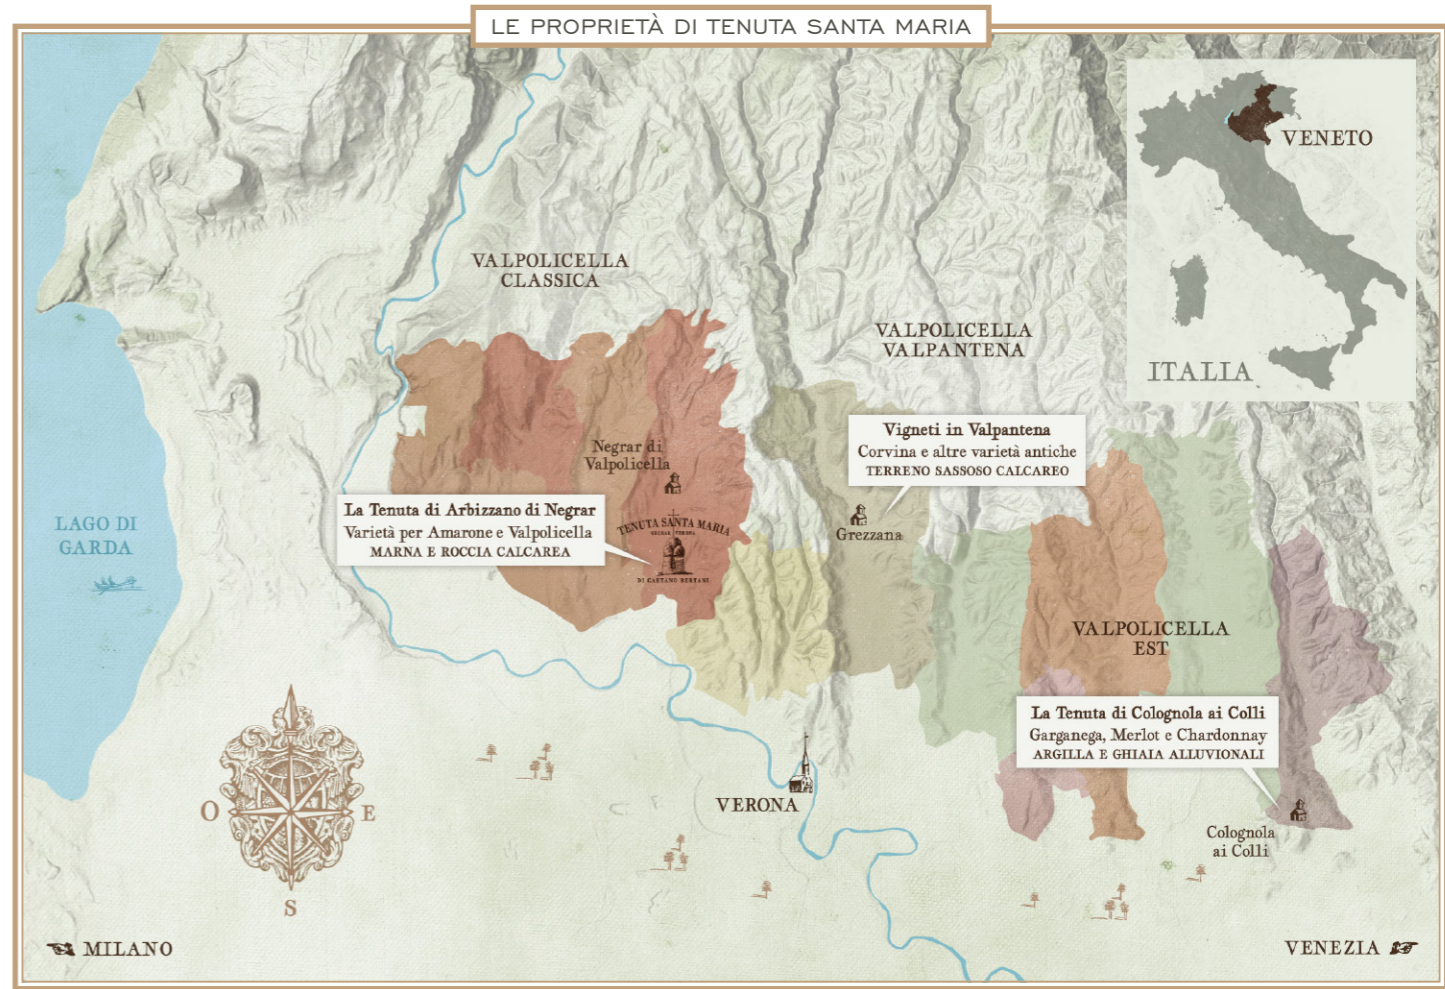 LE PROPRIETÀ DI TENUTA SANTA MARIA
VENETO
ITALIA
VALPOLICELLA
CLASSICA
VALPOLICELLA
VALPANTENA
Vigneti in Valpantena
Corvina e altre varietà antiche
TERRENO SASSOSO CALCAREO
Negrar di
Valpolicella
La Tenuta di Arbizzano di Negrar
Varietà per Amarone e Valpolicella
MARNA E ROCCIA CALCAREA
TENUTA SANTA MARIA
NEGRAR VERONA
DI GAETANO BERTANI
Grezzana
LAGO DI
GARDA
VALPOLICELLA
EST
La Tenuta di Colognola ai Colli
Garganega, Merlot e Chardonnay
ARGILLA E GHIAIA ALLUVIONALI
VERONA
O
E
S
Colognola
ai Colli
MILANO
VENEZIA